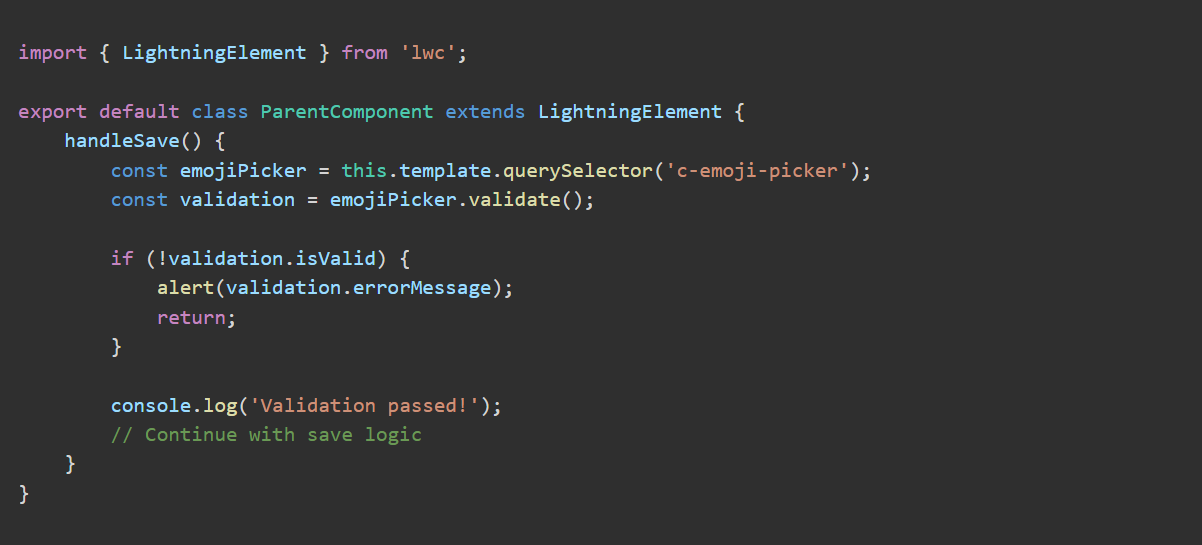 import { LightningElement } from 'lwc';

export default class ParentComponent extends LightningElement {
    handleSave() {
        const emojiPicker = this.template.querySelector('c-emoji-picker');
        const validation = emojiPicker.validate();

        if (!validation.isValid) {
            alert(validation.errorMessage);
            return;
        }

        console.log('Validation passed!');
        // Continue with save logic
    }
}